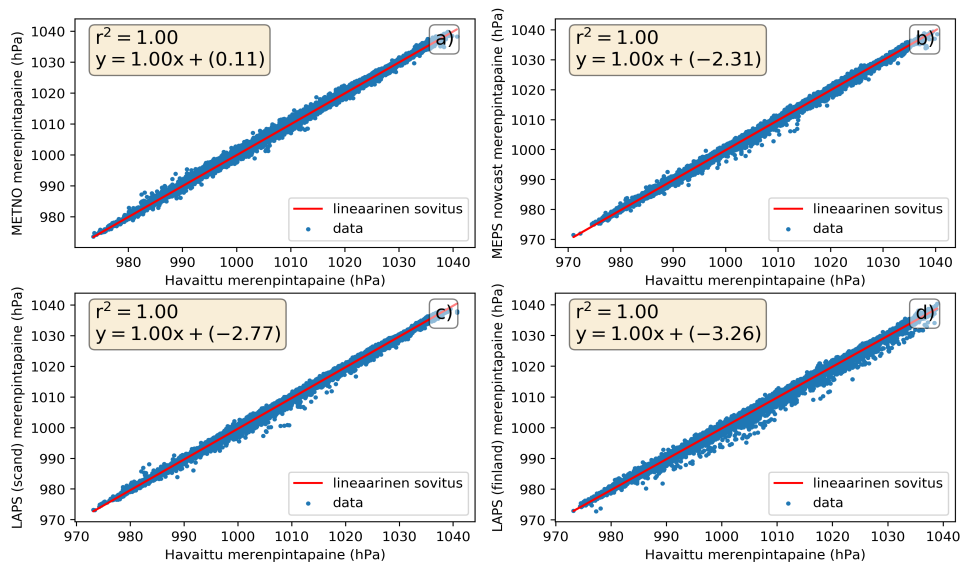 METNO merenpintapaine (hPa)
1040
1030
1020
1010
1000
990
980
r² = 1.00
y = 1.00x + (0.11)
a)
lineaarinen sovitus
data
980 990 1000 1010 1020 1030 1040
Havaittu merenpintapaine (hPa)
MEPS nowcast merenpintapaine (hPa)
1040
1030
1020
1010
1000
990
980
970
r² = 1.00
y = 1.00x + (−2.31)
b)
lineaarinen sovitus
data
970 980 990 1000 1010 1020 1030 1040
Havaittu merenpintapaine (hPa)
LAPS (scand) merenpintapaine (hPa)
1040
1030
1020
1010
1000
990
980
970
r² = 1.00
y = 1.00x + (−2.77)
c)
lineaarinen sovitus
data
970 980 990 1000 1010 1020 1030 1040
Havaittu merenpintapaine (hPa)
LAPS (finland) merenpintapaine (hPa)
1040
1030
1020
1010
1000
990
980
970
r² = 1.00
y = 1.00x + (−3.26)
d)
lineaarinen sovitus
data
970 980 990 1000 1010 1020 1030 1040
Havaittu merenpintapaine (hPa)